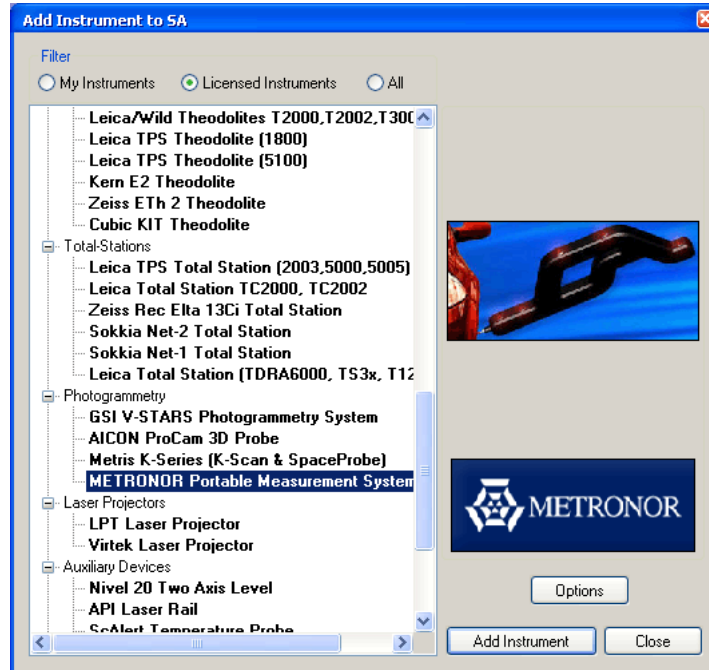 Add Instrument to SA
Filter
My Instruments
Licensed Instruments
All
Leica/Wild Theodolites T2000,T2002,T300
Leica TPS Theodolite (1800)
Leica TPS Theodolite (5100)
Kern E2 Theodolite
Zeiss ETh 2 Theodolite
Cubic KIT Theodolite
Total-Stations
Leica TPS Total Station (2003,5000,5005)
Leica Total Station TC2000, TC2002
Zeiss Rec Elta 13Ci Total Station
Sokkia Net-2 Total Station
Sokkia Net-1 Total Station
Leica Total Station (TDRA6000, TS3x, T12
Photogrammetry
GSI V-STARS Photogrammetry System
AICON ProCam 3D Probe
Metris K-Series (K-Scan & SpaceProbe)
METRONOR Portable Measurement System
Laser Projectors
LPT Laser Projector
Virtek Laser Projector
Auxiliary Devices
Nivel 20 Two Axis Level
API Laser Rail
ScAlert Temperature Probe
METRONOR
Options
Add Instrument
Close